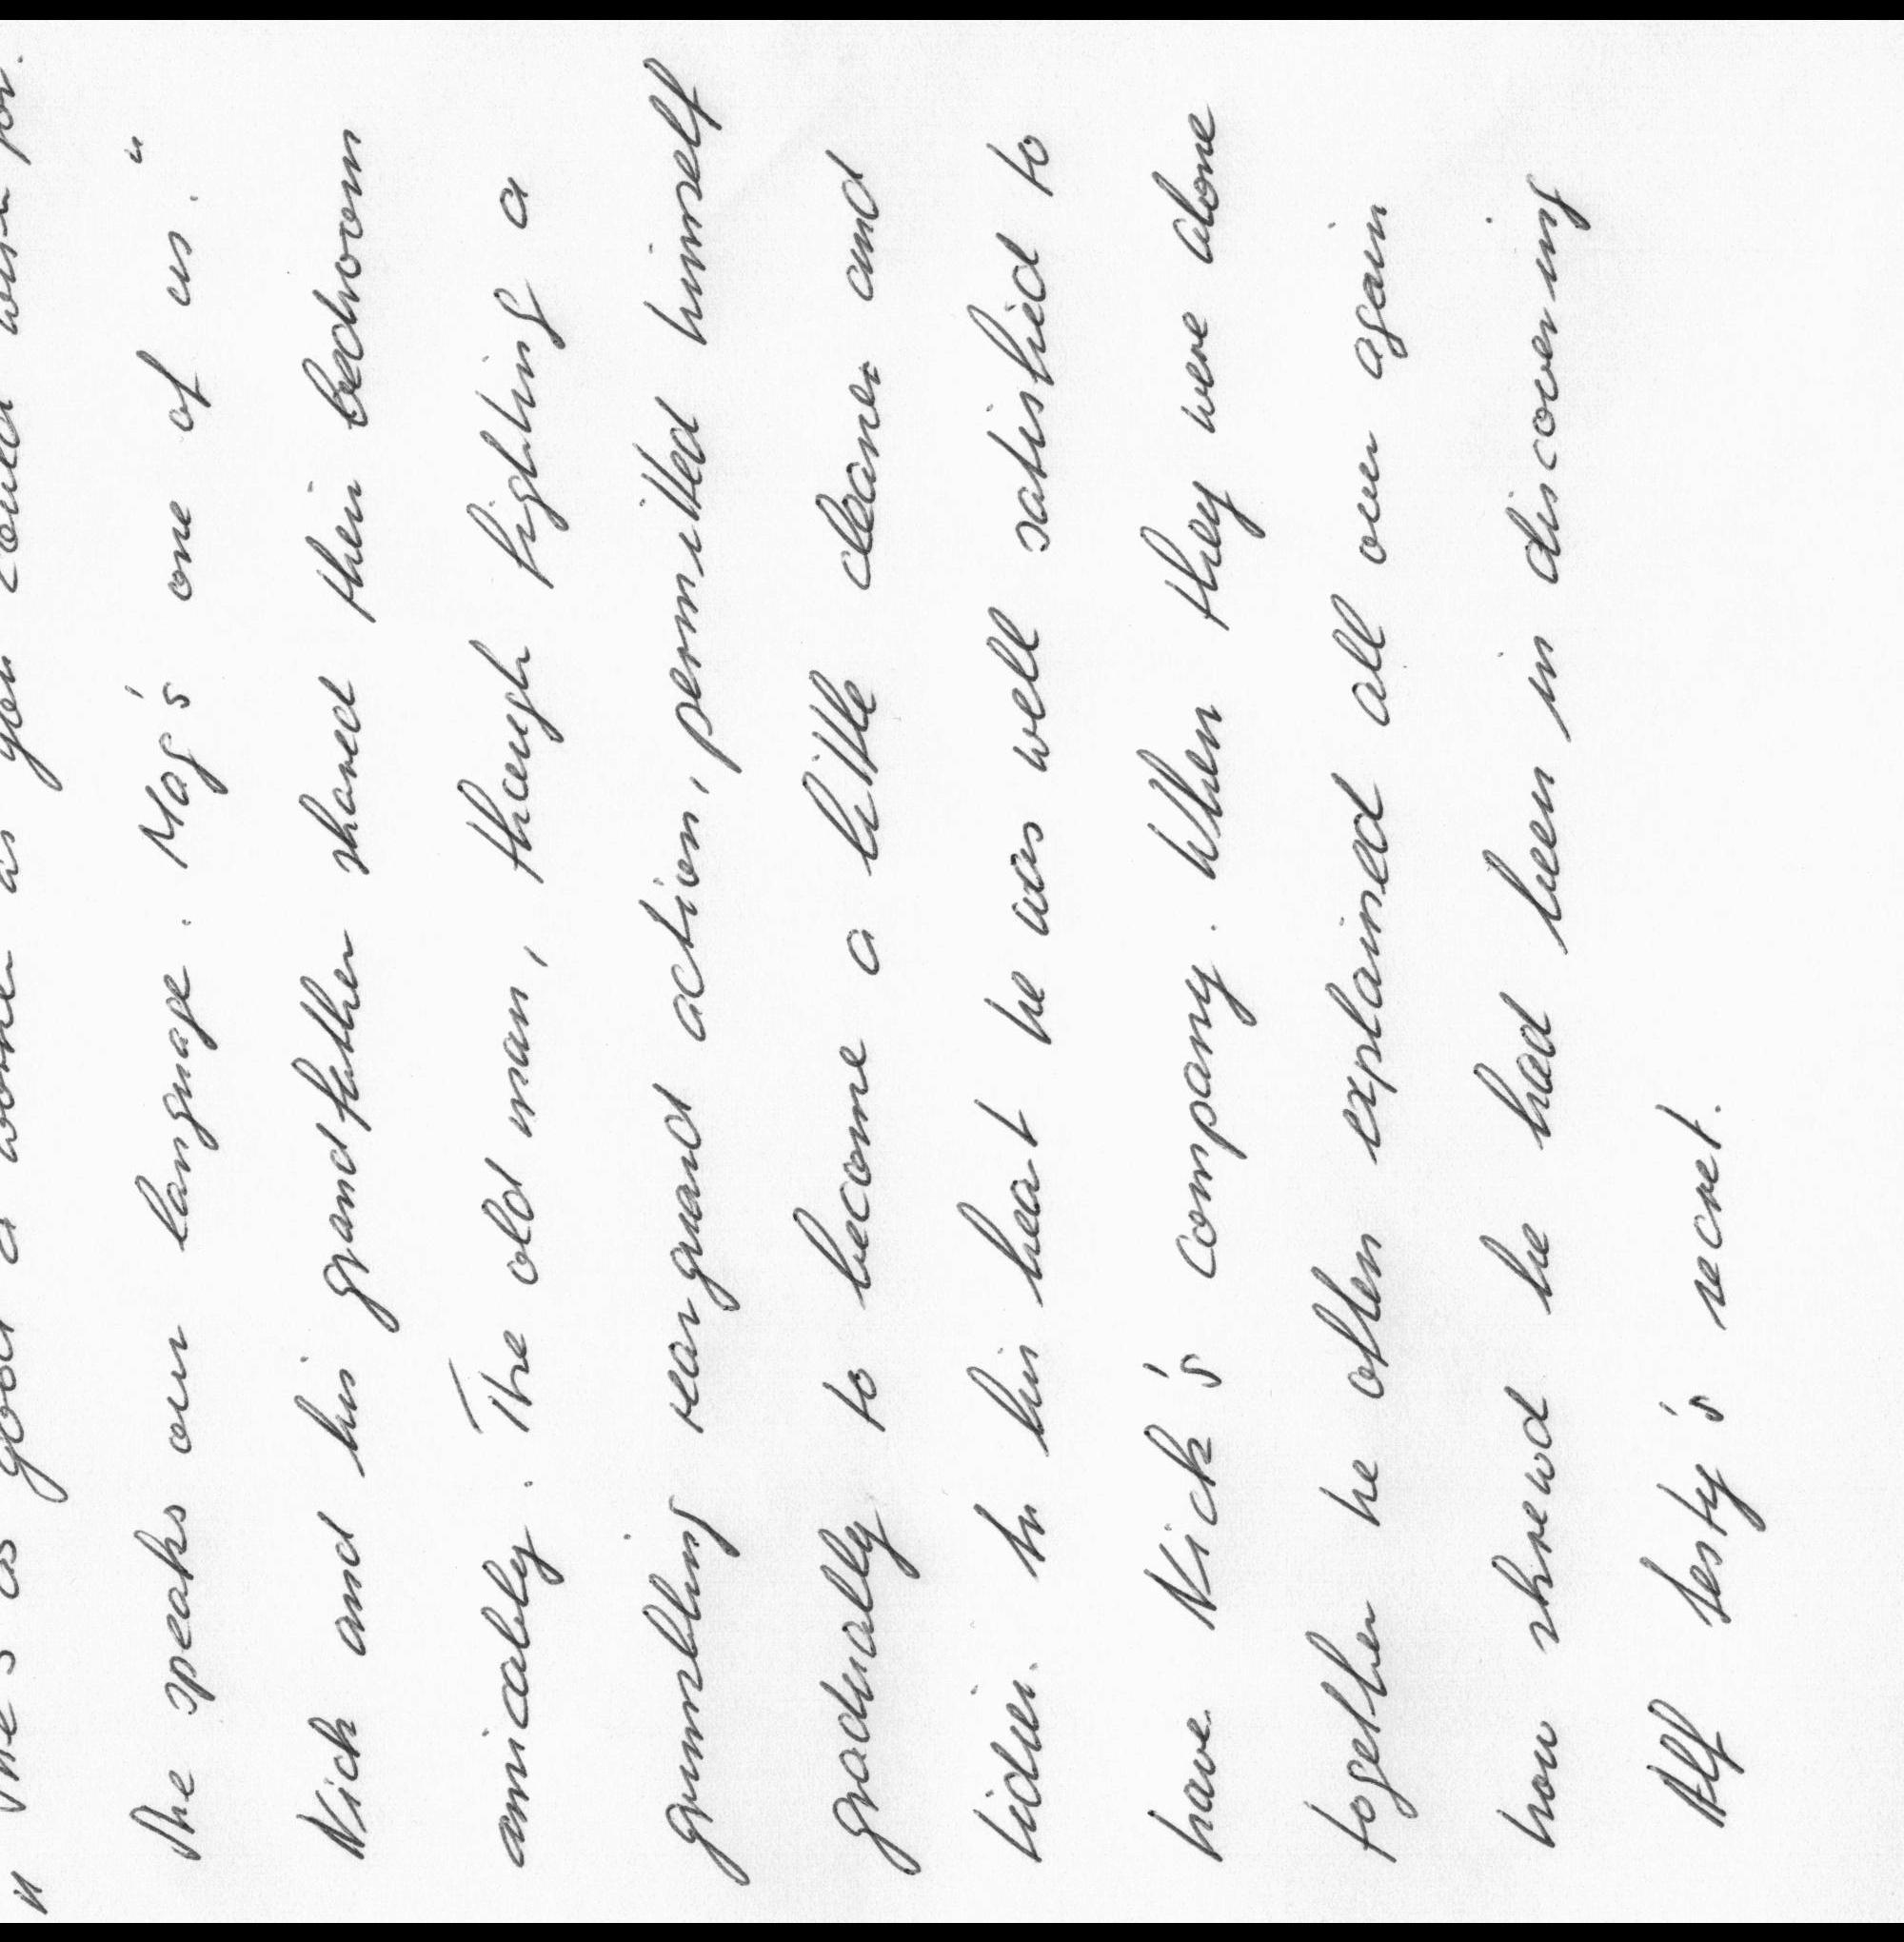 "She's as good a worker as you could wish for.
She speaks our language. Mag's one of us."
Nick and his grandfather shared their bedroom
amicably. The old man, though fighting a
grumbling rearguard action, permitted himself
gradually to become a little cleaner and
tidier. In his heart he was well satisfied to
have Nick's company. When they were alone
together he often explained all over again
how shrewd he had been in discovering
Alf Testy's secret.